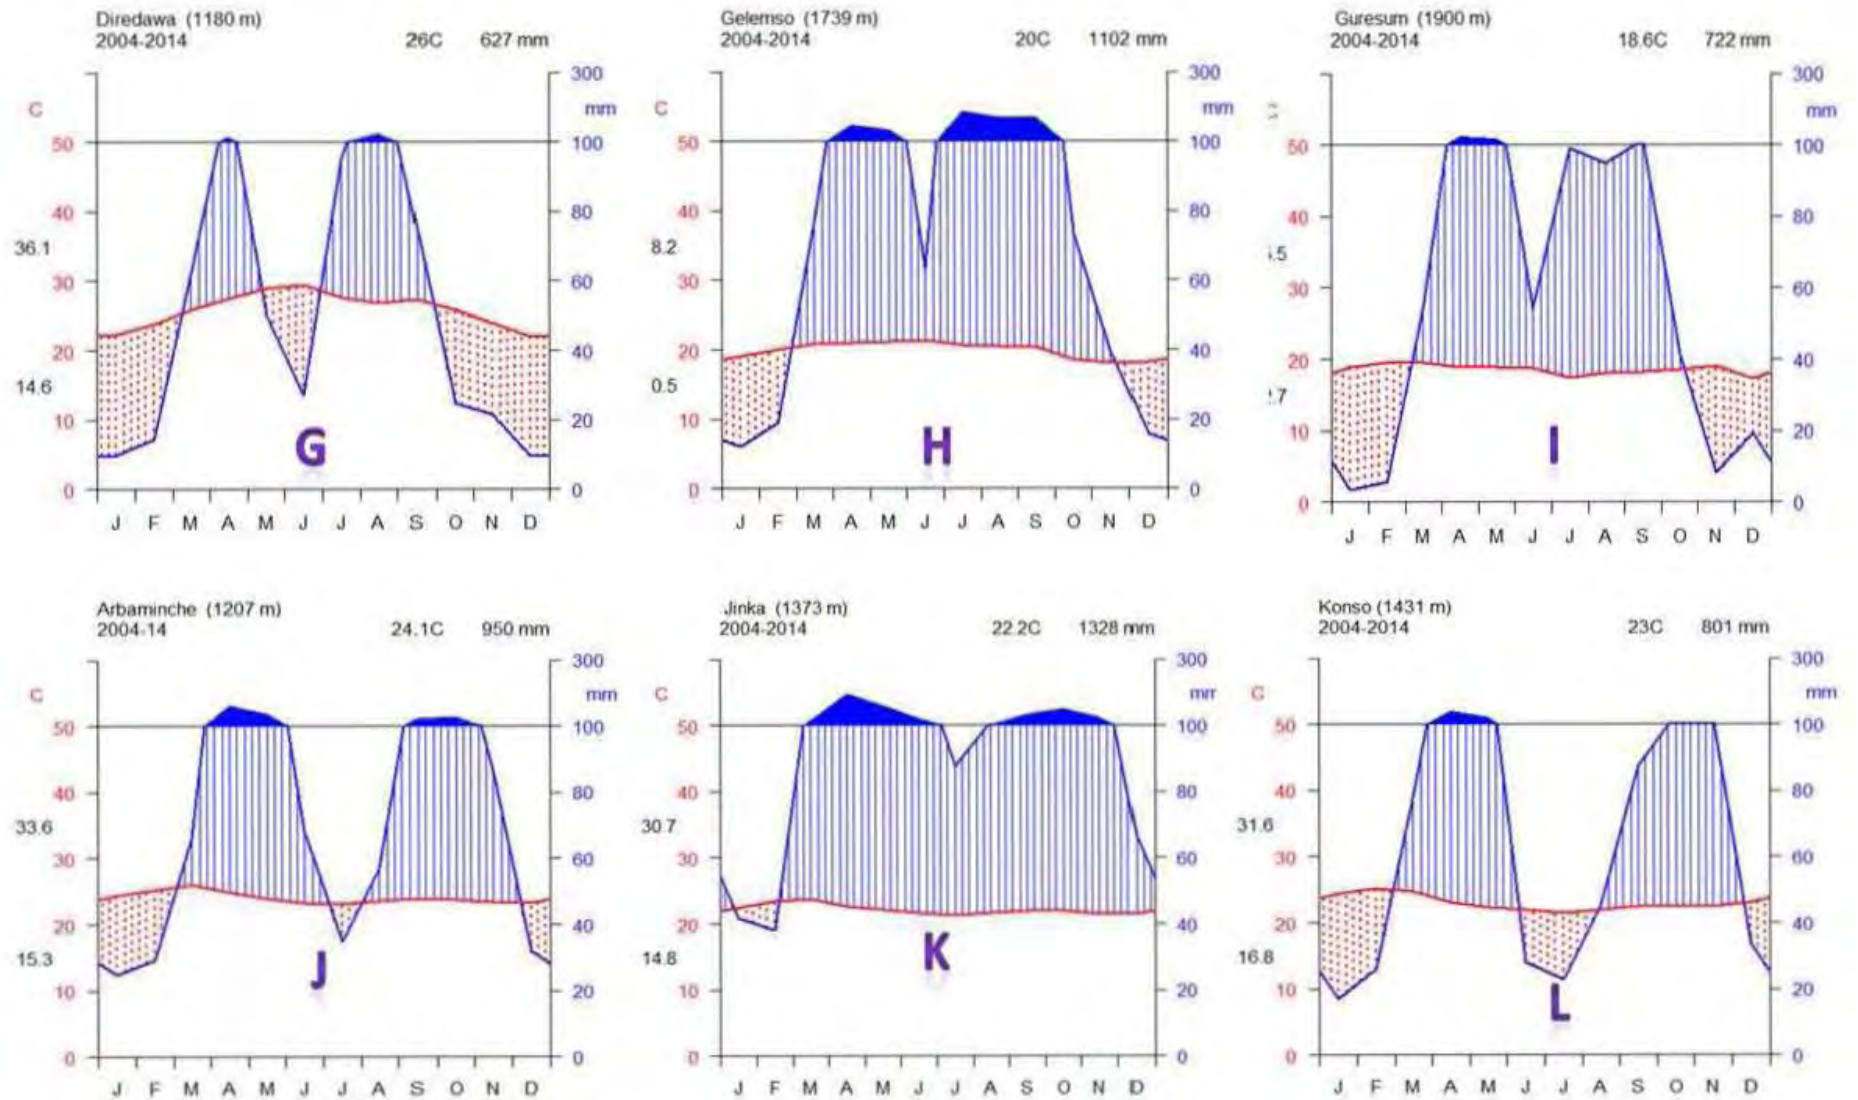 Diredawa (1180 m)
2004-2014 26C 627 mm
300
C mm
50 100
40 80
36.1
30 60
20 40
14.6
10 20
0 0
G
J F M A M J J A S O N D
Gelemso (1739 m)
2004-2014 20C 1102 mm
300
C mm
50 100
40 80
8.2
30 60
20 40
0.5
10 20
0 0
H
J F M A M J J A S O N D
Guresum (1900 m)
2004-2014 18.6C 722 mm
300
mm
50 100
40 80
.5
30 60
20 40
.7
10 20
0 0
I
J F M A M J J A S O N D
Arbaminche (1207 m)
2004-14 24.1C 950 mm
300
C mm
50 100
40 80
33.6
30 60
20 40
15.3
10 20
0 0
J
J F M A M J J A S O N D
Jinka (1373 m)
2004-2014 22.2C 1328 mm
300
C mm
50 100
40 80
30.7
30 60
20 40
14.8
10 20
0 0
K
J F M A M J J A S O N D
Konso (1431 m)
2004-2014 23C 801 mm
300
C mm
50 100
40 80
31.6
30 60
20 40
16.8
10 20
0 0
L
J F M A M J J A S O N D